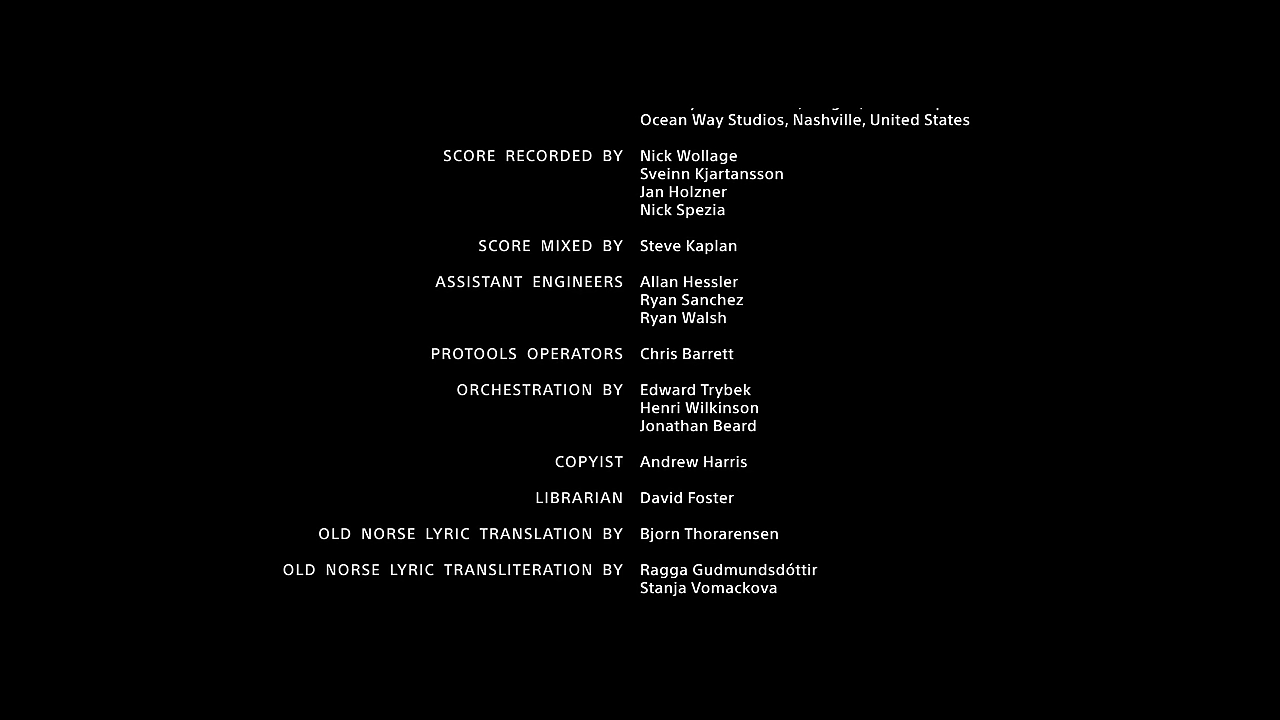 Ocean Way Studios, Nashville, United States
SCORE RECORDED BY Nick Wollage
Sveinn Kjartansson
Jan Holzner
Nick Spezia
SCORE MIXED BY Steve Kaplan
ASSISTANT ENGINEERS Allan Hessler
Ryan Sanchez
Ryan Walsh
PROTOOLS OPERATORS Chris Barrett
ORCHESTRATION BY Edward Trybek
Henri Wilkinson
Jonathan Beard
COPYIST Andrew Harris
LIBRARIAN David Foster
OLD NORSE LYRIC TRANSLATION BY Bjorn Thorarensen
OLD NORSE LYRIC TRANSLITERATION BY Ragga Gudmundsdóttir
Stanja Vomackova